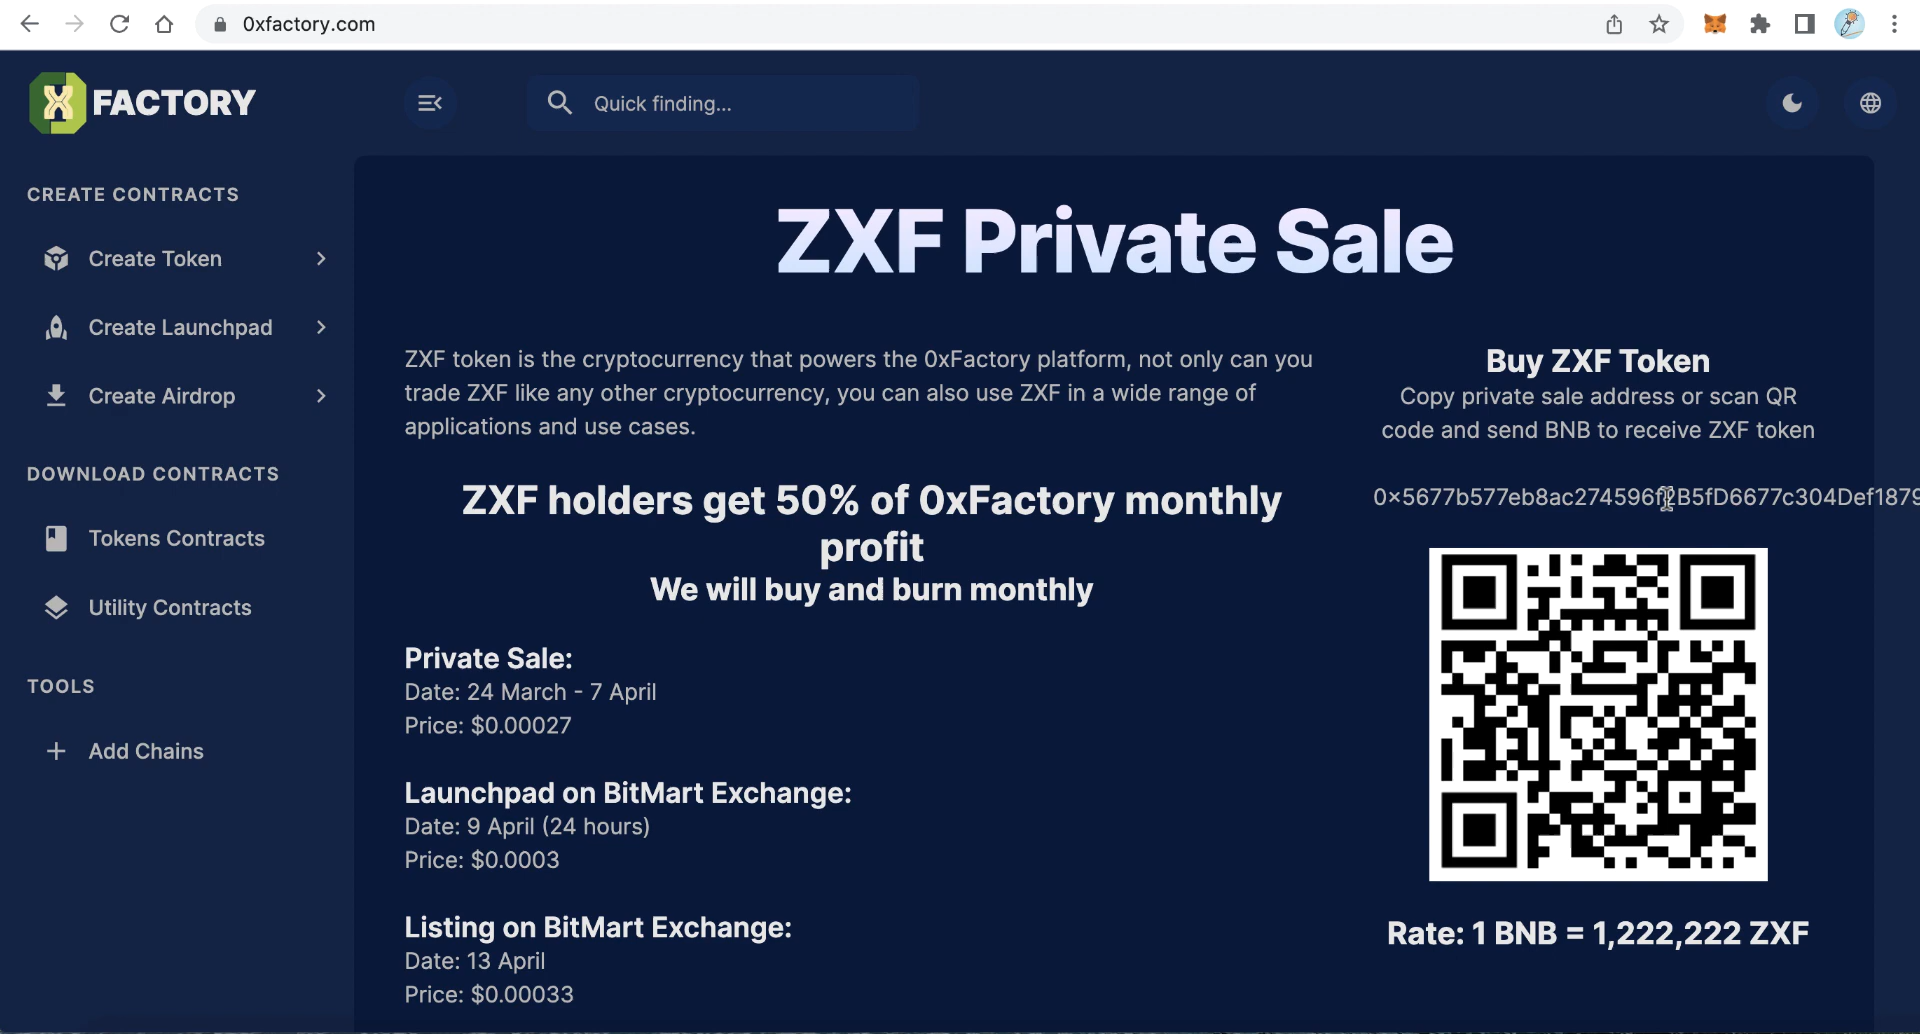 0xfactory.com
FACTORY
Quick finding...
CREATE CONTRACTS
Create Token
Create Launchpad
Create Airdrop
DOWNLOAD CONTRACTS
Tokens Contracts
Utility Contracts
TOOLS
Add Chains
ZXF Private Sale
ZXF token is the cryptocurrency that powers the 0xFactory platform, not only can you
trade ZXF like any other cryptocurrency, you can also use ZXF in a wide range of
applications and use cases.
ZXF holders get 50% of 0xFactory monthly
profit
We will buy and burn monthly
Private Sale:
Date: 24 March - 7 April
Price: $0.00027
Launchpad on BitMart Exchange:
Date: 9 April (24 hours)
Price: $0.0003
Listing on BitMart Exchange:
Date: 13 April
Price: $0.00033
Buy ZXF Token
Copy private sale address or scan QR
code and send BNB to receive ZXF token
Rate: 1 BNB = 1,222,222 ZXF